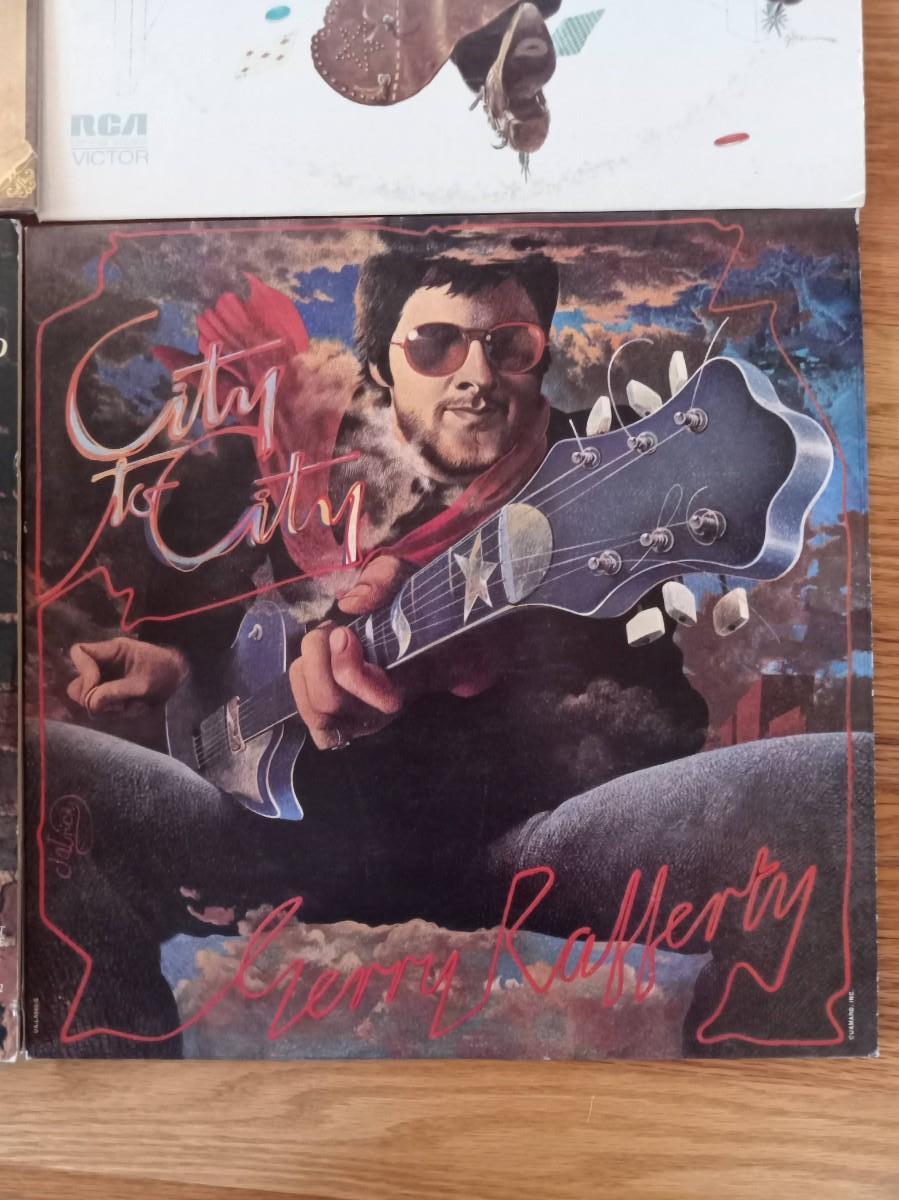 RCA
VICTOR
City
to City
Gerry Rafferty